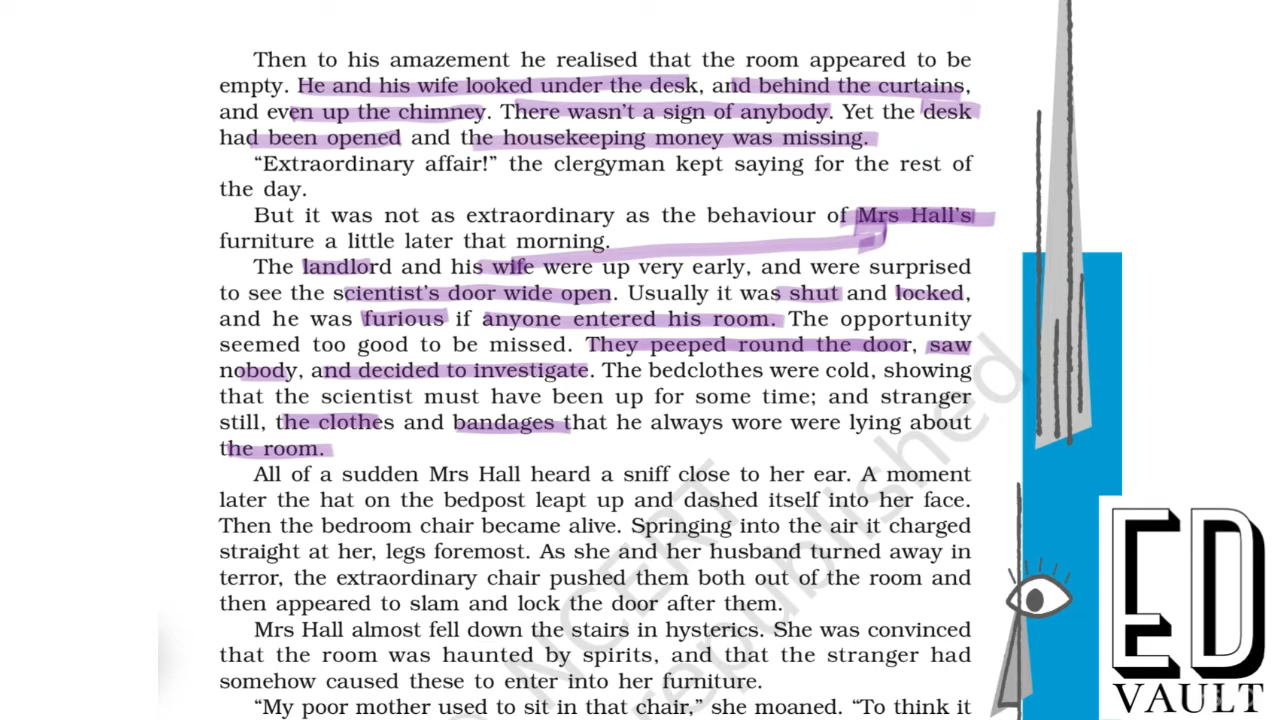 Then to his amazement he realised that the room appeared to be
empty. He and his wife looked under the desk, and behind the curtains,
and even up the chimney. There wasn't a sign of anybody. Yet the desk
had been opened and the housekeeping money was missing.
“Extraordinary affair!” the clergyman kept saying for the rest of
the day.
But it was not as extraordinary as the behaviour of Mrs Hall's
furniture a little later that morning.
The landlord and his wife were up very early, and were surprised
to see the scientist's door wide open. Usually it was shut and locked,
and he was furious if anyone entered his room. The opportunity
seemed too good to be missed. They peeped round the door, saw
nobody, and decided to investigate. The bedclothes were cold, showing
that the scientist must have been up for some time; and stranger
still, the clothes and bandages that he always wore were lying about
the room.
All of a sudden Mrs Hall heard a sniff close to her ear. A moment
later the hat on the bedpost leapt up and dashed itself into her face.
Then the bedroom chair became alive. Springing into the air it charged
straight at her, legs foremost. As she and her husband turned away in
terror, the extraordinary chair pushed them both out of the room and
then appeared to slam and lock the door after them.
Mrs Hall almost fell down the stairs in hysterics. She was convinced
that the room was haunted by spirits, and that the stranger had
somehow caused these to enter into her furniture.
“My poor mother used to sit in that chair,” she moaned. “To think it
NCERT
republished
ED
VAULT